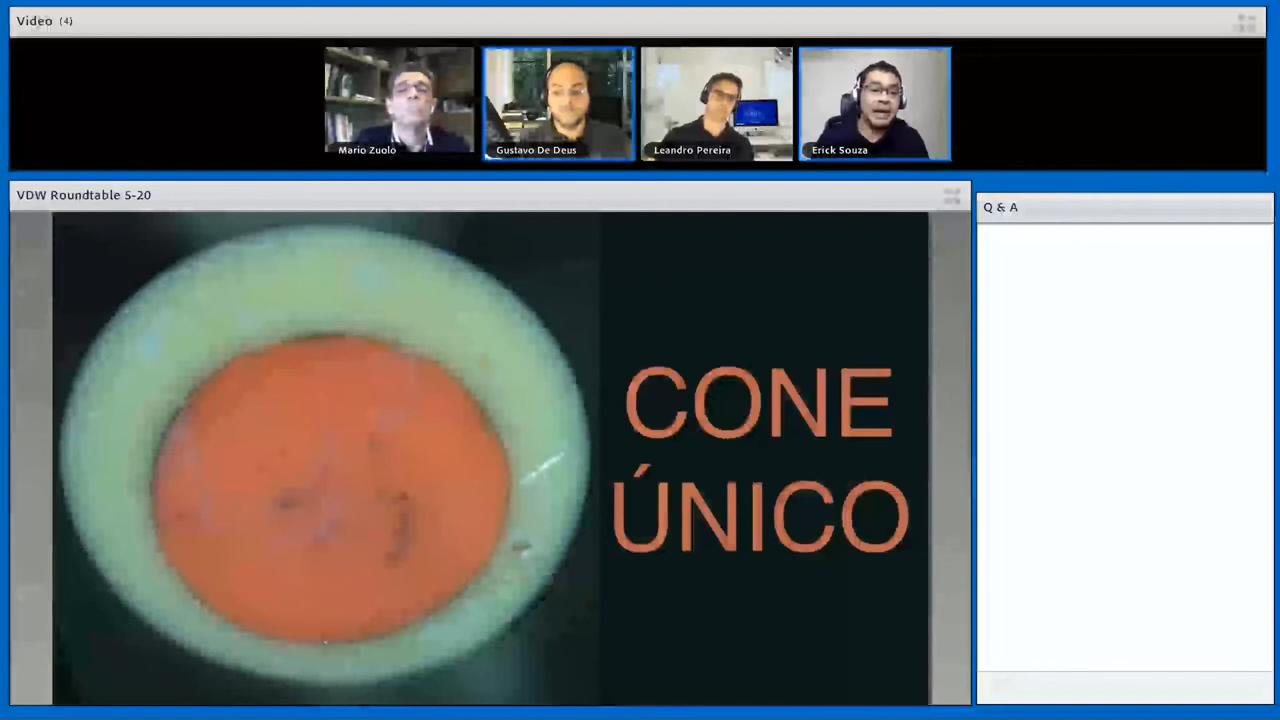 Video (4)
Mario Zuolo
Gustavo De Deus
Leandro Pereira
Erick Souza
VDW Roundtable 5-20
Q & A
CONE
ÚNICO